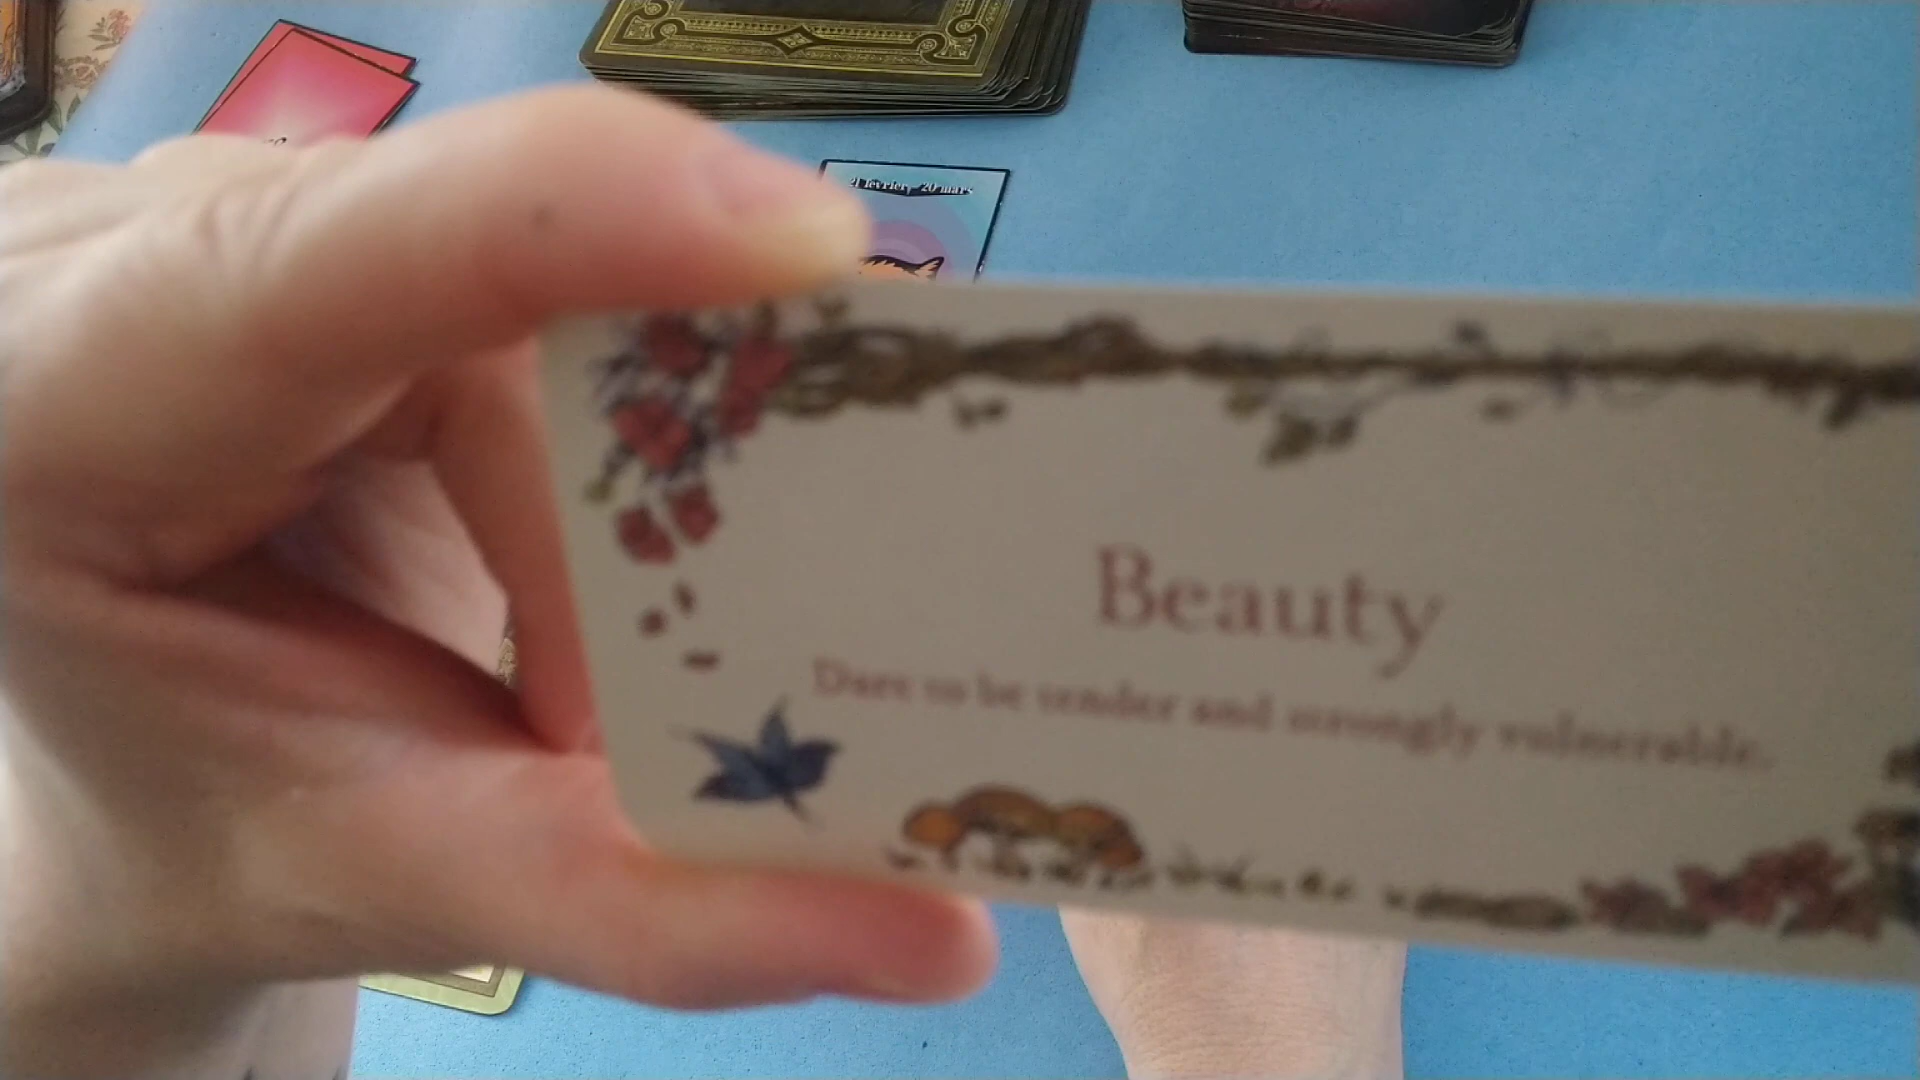 21 février - 20 mars
Beauty
Dare to be tender and strongly vulnerable.